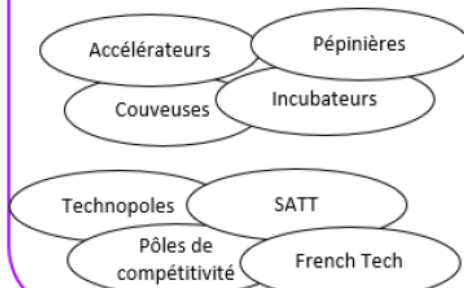 Accélérateurs
Pépinières
Couveuses
Incubateurs
Technopoles
SATT
Pôles de
compétitivité
French Tech